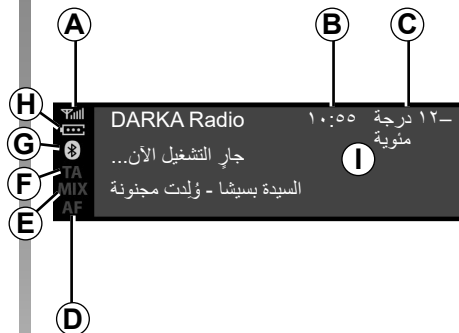 A
B
C
H
G
F
E
D
I
TA
MIX
AF
DARKA Radio
١٠:٥٥
–١٢ درجة
مئوية
جارٍ التشغيل الآن...
السيدة بسيشا - وُلِدت مجنونة